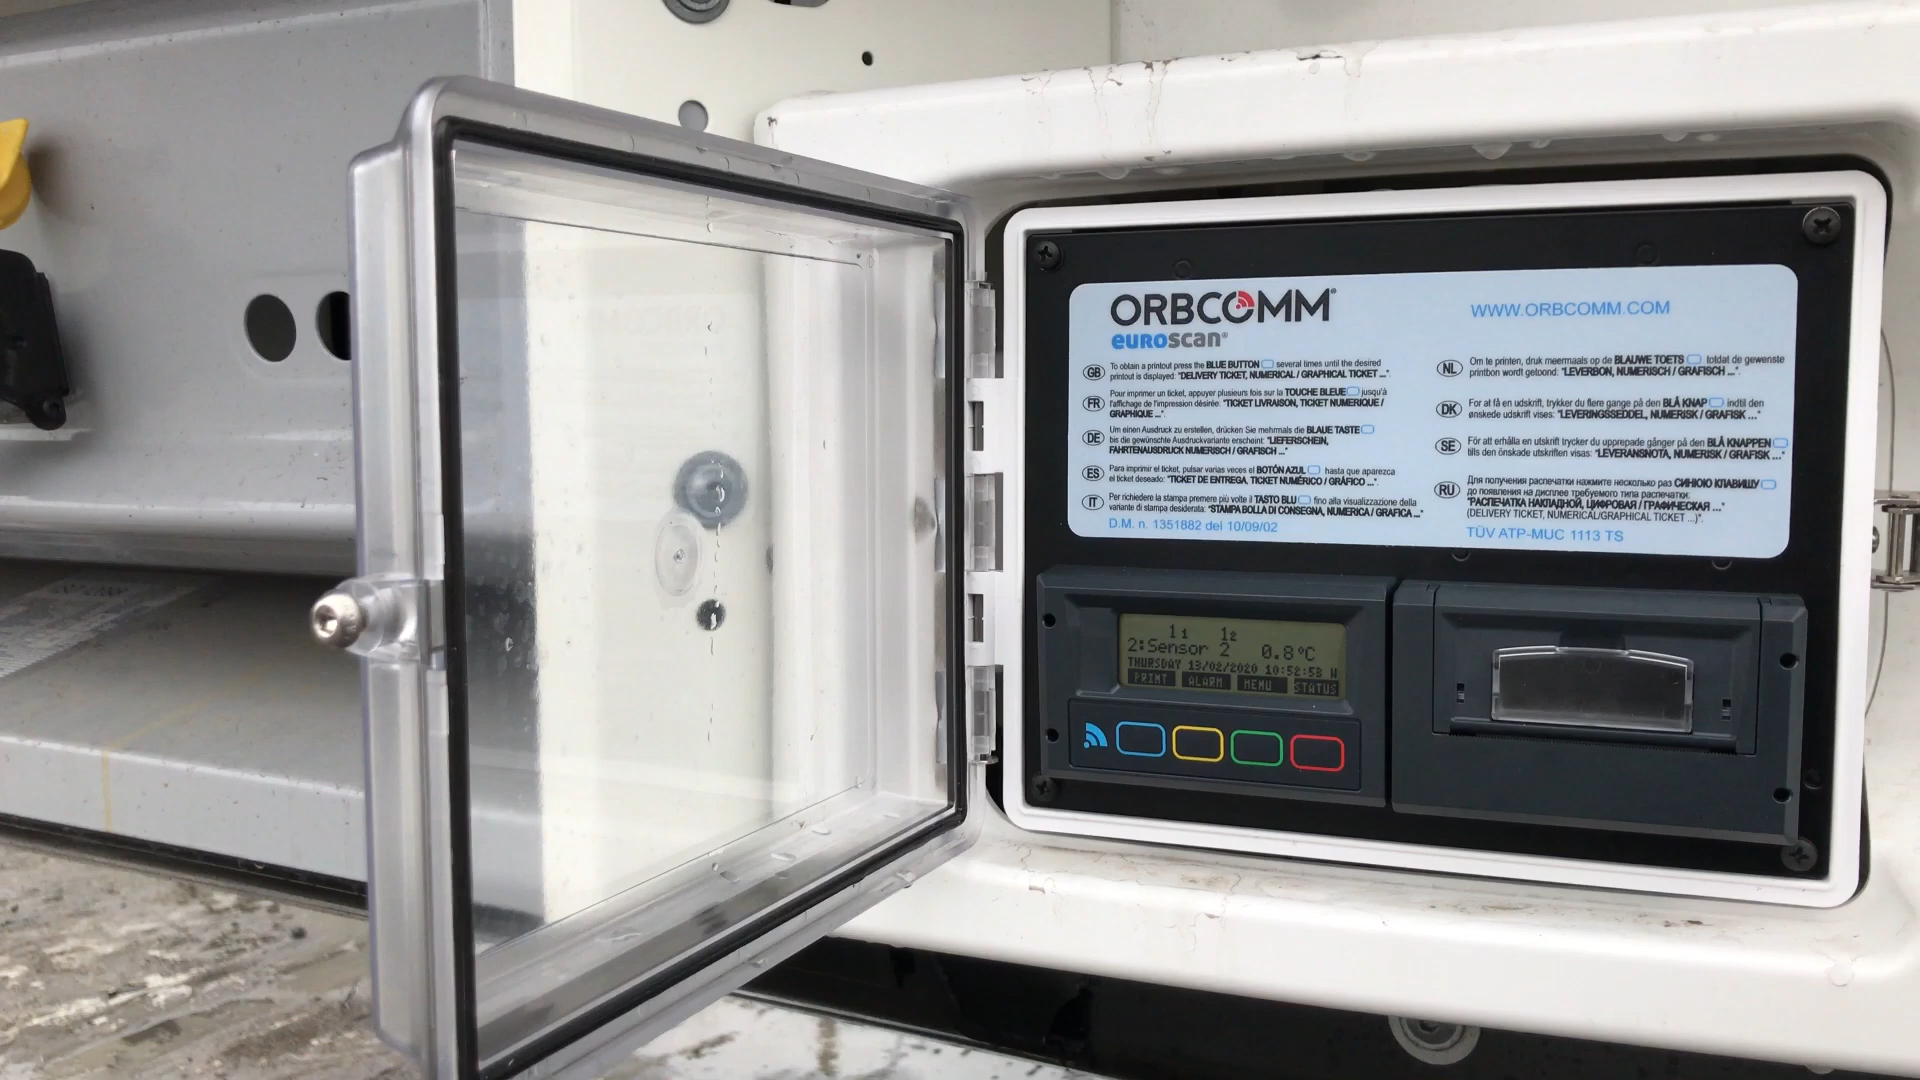 ORBCOMM®
euroscan®
WWW.ORBCOMM.COM
GB
To obtain a printout press the BLUE BUTTON several times until the desired
printout is displayed: "DELIVERY TICKET, NUMERICAL / GRAPHICAL TICKET ...".
FR
Pour imprimer un ticket, appuyer plusieurs fois sur la TOUCHE BLEUE jusqu'à
l'affichage de l'impression désirée: "TICKET LIVRAISON, TICKET NUMERIQUE /
GRAPHIQUE ...".
DE
Um einen Ausdruck zu erstellen, drücken Sie mehrmals die BLAUE TASTE
bis die gewünschte Ausdruckvariante erscheint: "LIEFERSCHEIN,
FAHRTENAUSDRUCK NUMERISCH / GRAFISCH ...".
ES
Para imprimir el ticket, pulsar varias veces el BOTÓN AZUL hasta que aparezca
el ticket deseado: "TICKET DE ENTREGA, TICKET NUMÉRICO / GRÁFICO ...".
IT
Per richiedere la stampa premere più volte il TASTO BLU fino alla visualizzazione della
variante di stampa desiderata: "STAMPA BOLLA DI CONSEGNA, NUMERICA / GRAFICA ...".
D.M. n. 1351882 del 10/09/02
NL
Om te printen, druk meermaals op de BLAUWE TOETS totdat de gewenste
printbon wordt getoond: "LEVERBON, NUMERISCH / GRAFISCH ...".
DK
For at få en udskrift, trykker du flere gange på den BLÅ KNAP indtil den
ønskede udskrift vises: "LEVERINGSSEDDEL, NUMERISK / GRAFISK ..."
SE
För att erhålla en utskrift trycker du upprepade gånger på den BLÅ KNAPPEN
tills den önskade utskriften visas: "LEVERANSNOTA, NUMERISK / GRAFISK ..."
RU
Для получения распечатки нажмите несколько раз СИНЮЮ КЛАВИШУ
до появления на дисплее требуемого типа распечатки:
"РАСПЕЧАТКА НАКЛАДНОЙ, ЦИФРОВАЯ / ГРАФИЧЕСКАЯ ..."
(DELIVERY TICKET, NUMERICAL/GRAPHICAL TICKET ...)".
TÜV ATP-MUC 1113 TS
1₁ 1₂
2:Sensor 2 0.8°C
THURSDAY 13/02/2020 10:52:53 W
PRINT ALARM MENU STATUS